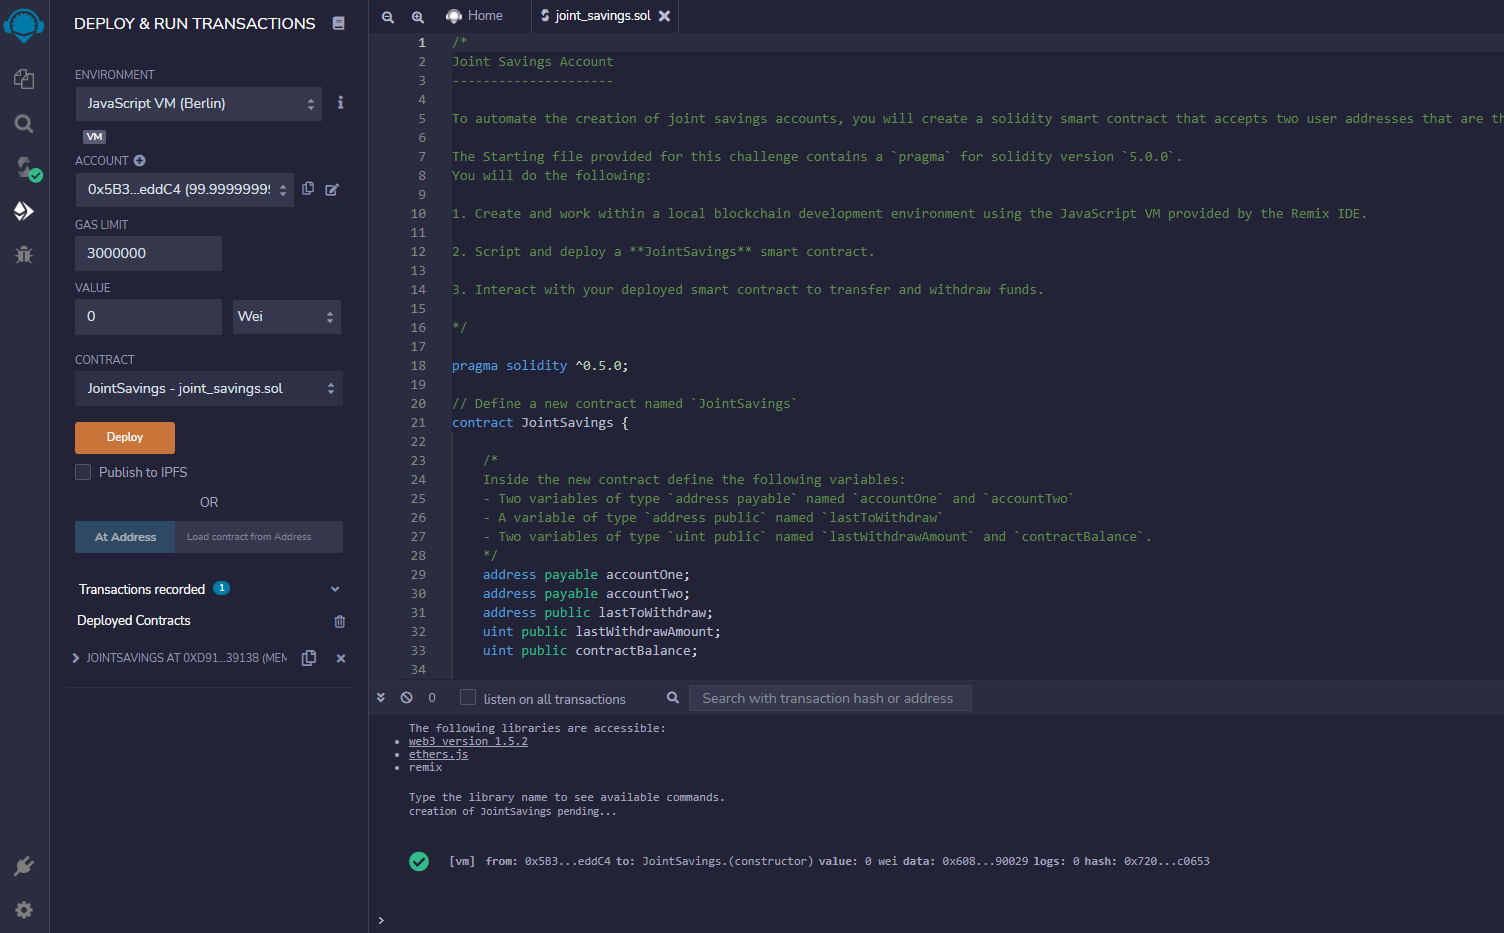 DEPLOY & RUN TRANSACTIONS
ENVIRONMENT
JavaScript VM (Berlin)
VM
ACCOUNT
0x5B3...eddC4 (99.9999999
GAS LIMIT
3000000
VALUE
0
Wei
CONTRACT
JointSavings - joint_savings.sol
Deploy
Publish to IPFS
OR
At Address
Load contract from Address
Transactions recorded 1
Deployed Contracts
JOINTSAVINGS AT 0XD91...39138 (MEM
Home
joint_savings.sol
1 /*
2 Joint Savings Account
3 ---------------------
4
5 To automate the creation of joint savings accounts, you will create a solidity smart contract that accepts two user addresses that are th
6
7 The Starting file provided for this challenge contains a `pragma` for solidity version `5.0.0`.
8 You will do the following:
9
10 1. Create and work within a local blockchain development environment using the JavaScript VM provided by the Remix IDE.
11
12 2. Script and deploy a **JointSavings** smart contract.
13
14 3. Interact with your deployed smart contract to transfer and withdraw funds.
15
16 */
17
18 pragma solidity ^0.5.0;
19
20 // Define a new contract named `JointSavings`
21 contract JointSavings {
22
23 /*
24 Inside the new contract define the following variables:
25 - Two variables of type `address payable` named `accountOne` and `accountTwo`
26 - A variable of type `address public` named `lastToWithdraw`
27 - Two variables of type `uint public` named `lastWithdrawAmount` and `contractBalance`.
28 */
29 address payable accountOne;
30 address payable accountTwo;
31 address public lastToWithdraw;
32 uint public lastWithdrawAmount;
33 uint public contractBalance;
34
0
listen on all transactions
Search with transaction hash or address
The following libraries are accessible:
• web3 version 1.5.2
• ethers.js
• remix
Type the library name to see available commands.
creation of JointSavings pending...
[vm] from: 0x5B3...eddC4 to: JointSavings.(constructor) value: 0 wei data: 0x608...90029 logs: 0 hash: 0x720...c0653
>